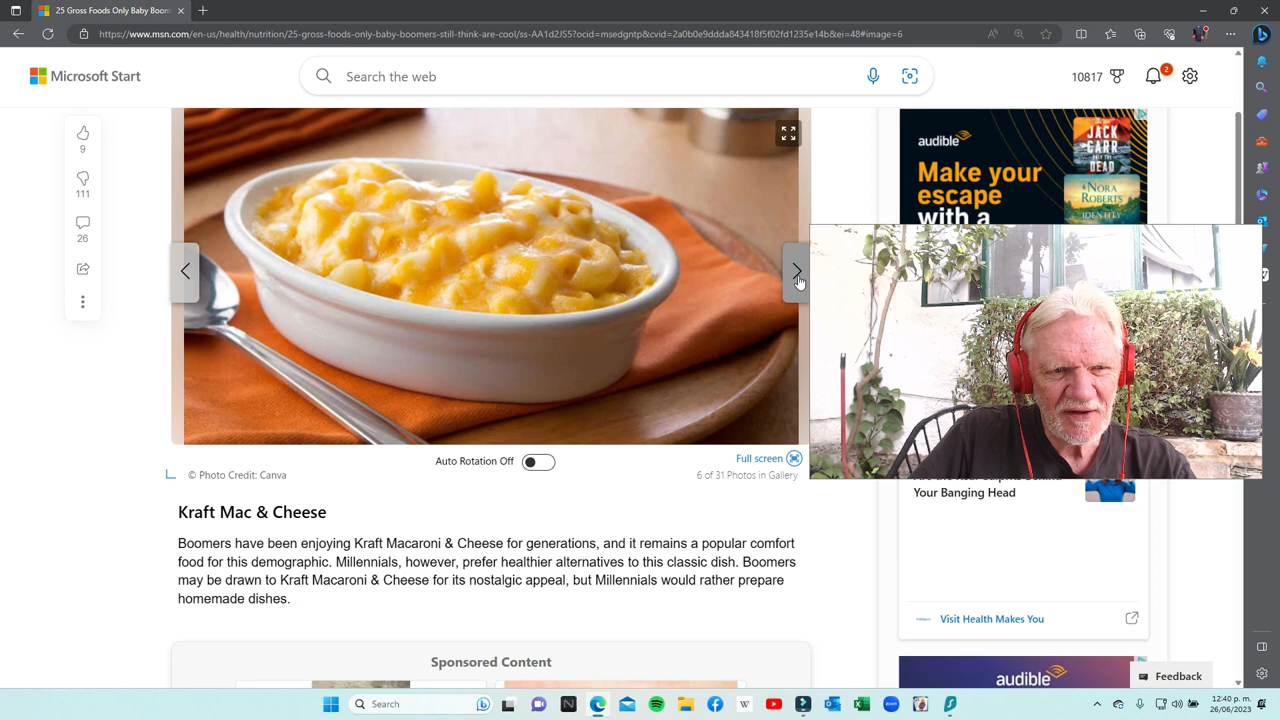 25 Gross Foods Only Baby Boom
https://www.msn.com/en-us/health/nutrition/25-gross-foods-only-baby-boomers-still-think-are-cool/ss-AA1d2JS5?ocid=msedgntp&cvid=2a0b0e9ddda843418f5f02fd1235e14b&ei=48#image=6
Microsoft Start
Search the web
10817
2
9
111
26
audible
Make your
escape
with a
JACK
CARR
ONLY THE
DEAD
NORA
ROBERTS
IDENTITY
Auto Rotation Off
Full screen
© Photo Credit: Canva
6 of 31 Photos in Gallery
Your Banging Head
Kraft Mac & Cheese
Boomers have been enjoying Kraft Macaroni & Cheese for generations, and it remains a popular comfort
food for this demographic. Millennials, however, prefer healthier alternatives to this classic dish. Boomers
may be drawn to Kraft Macaroni & Cheese for its nostalgic appeal, but Millennials would rather prepare
homemade dishes.
Visit Health Makes You
Sponsored Content
audible
Feedback
Search
12:40 p. m.
26/06/2023